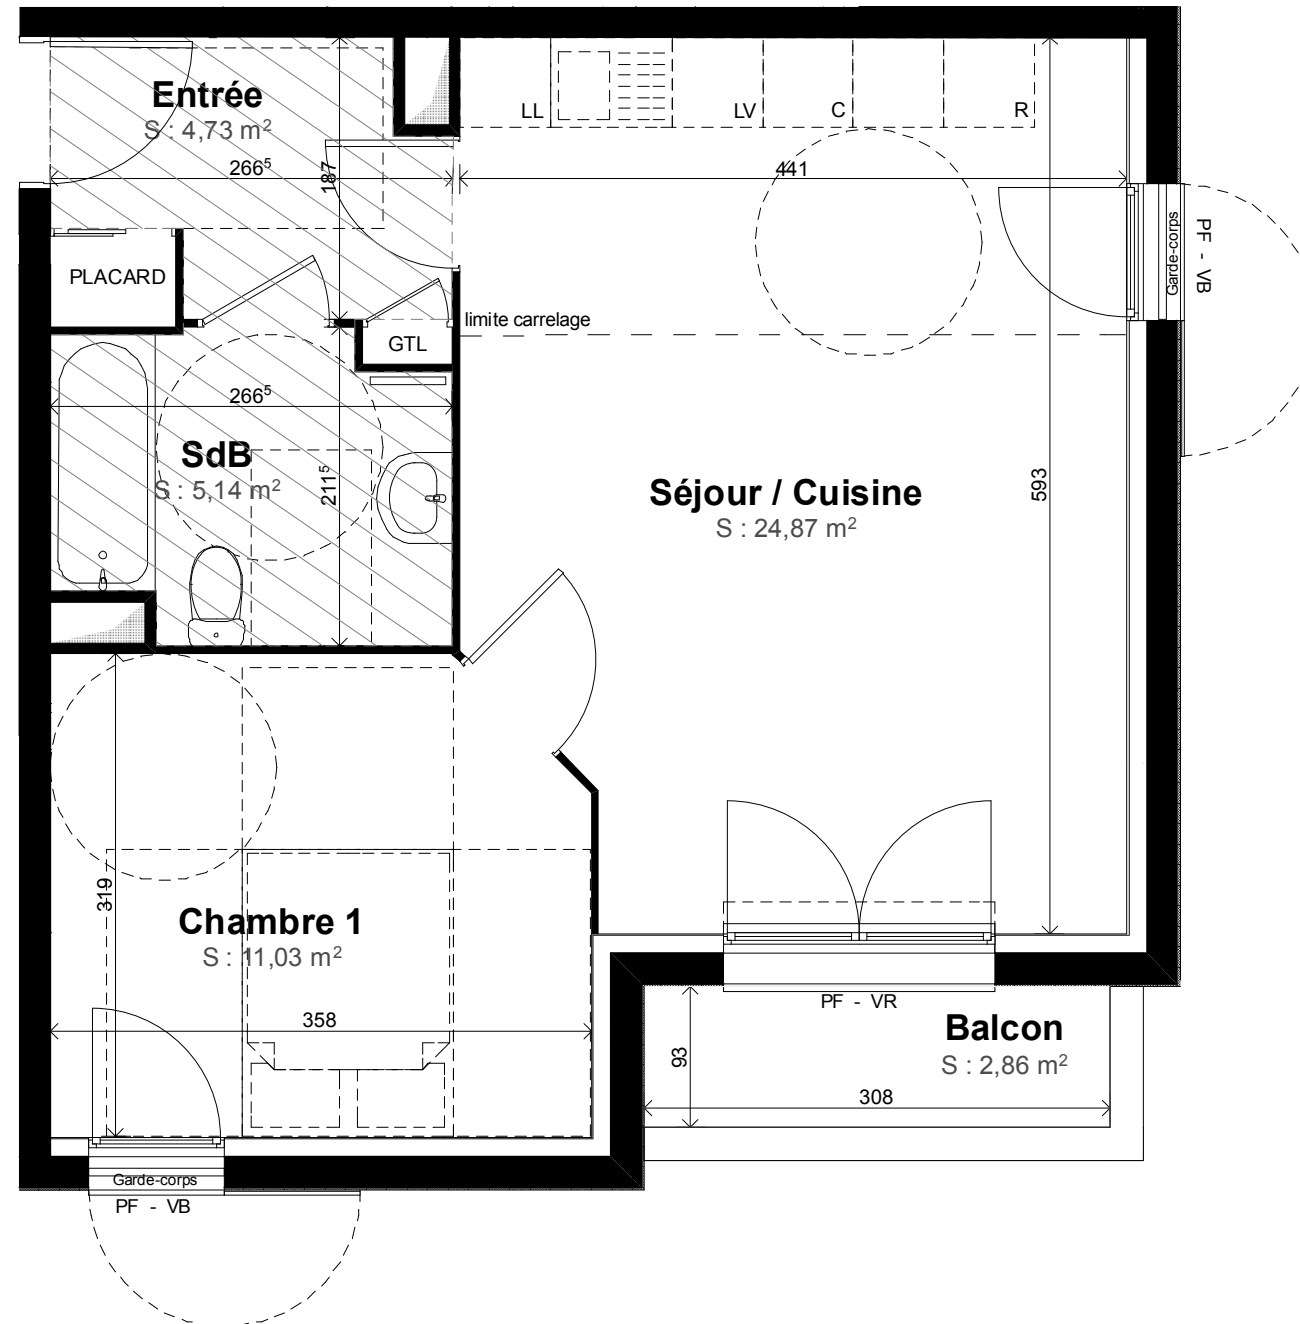 Entrée
S : 4,73 m²
266⁵
187
LL
LV
C
R
441
PLACARD
GTL
limite carrelage
Garde-corps
PF - VB
266⁵
SdB
S : 5,14 m²
211⁵
593
Séjour / Cuisine
S : 24,87 m²
319
Chambre 1
S : 11,03 m²
358
PF - VR
Balcon
S : 2,86 m²
93
308
Garde-corps
PF - VB